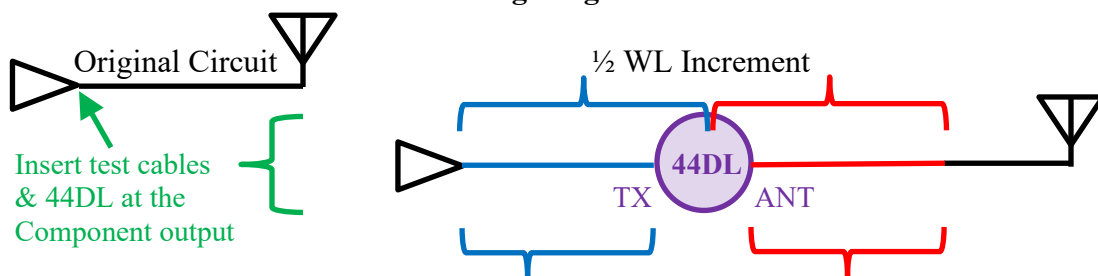 Original Circuit
½ WL Increment
Insert test cables
& 44DL at the
Component output
44DL
TX
ANT